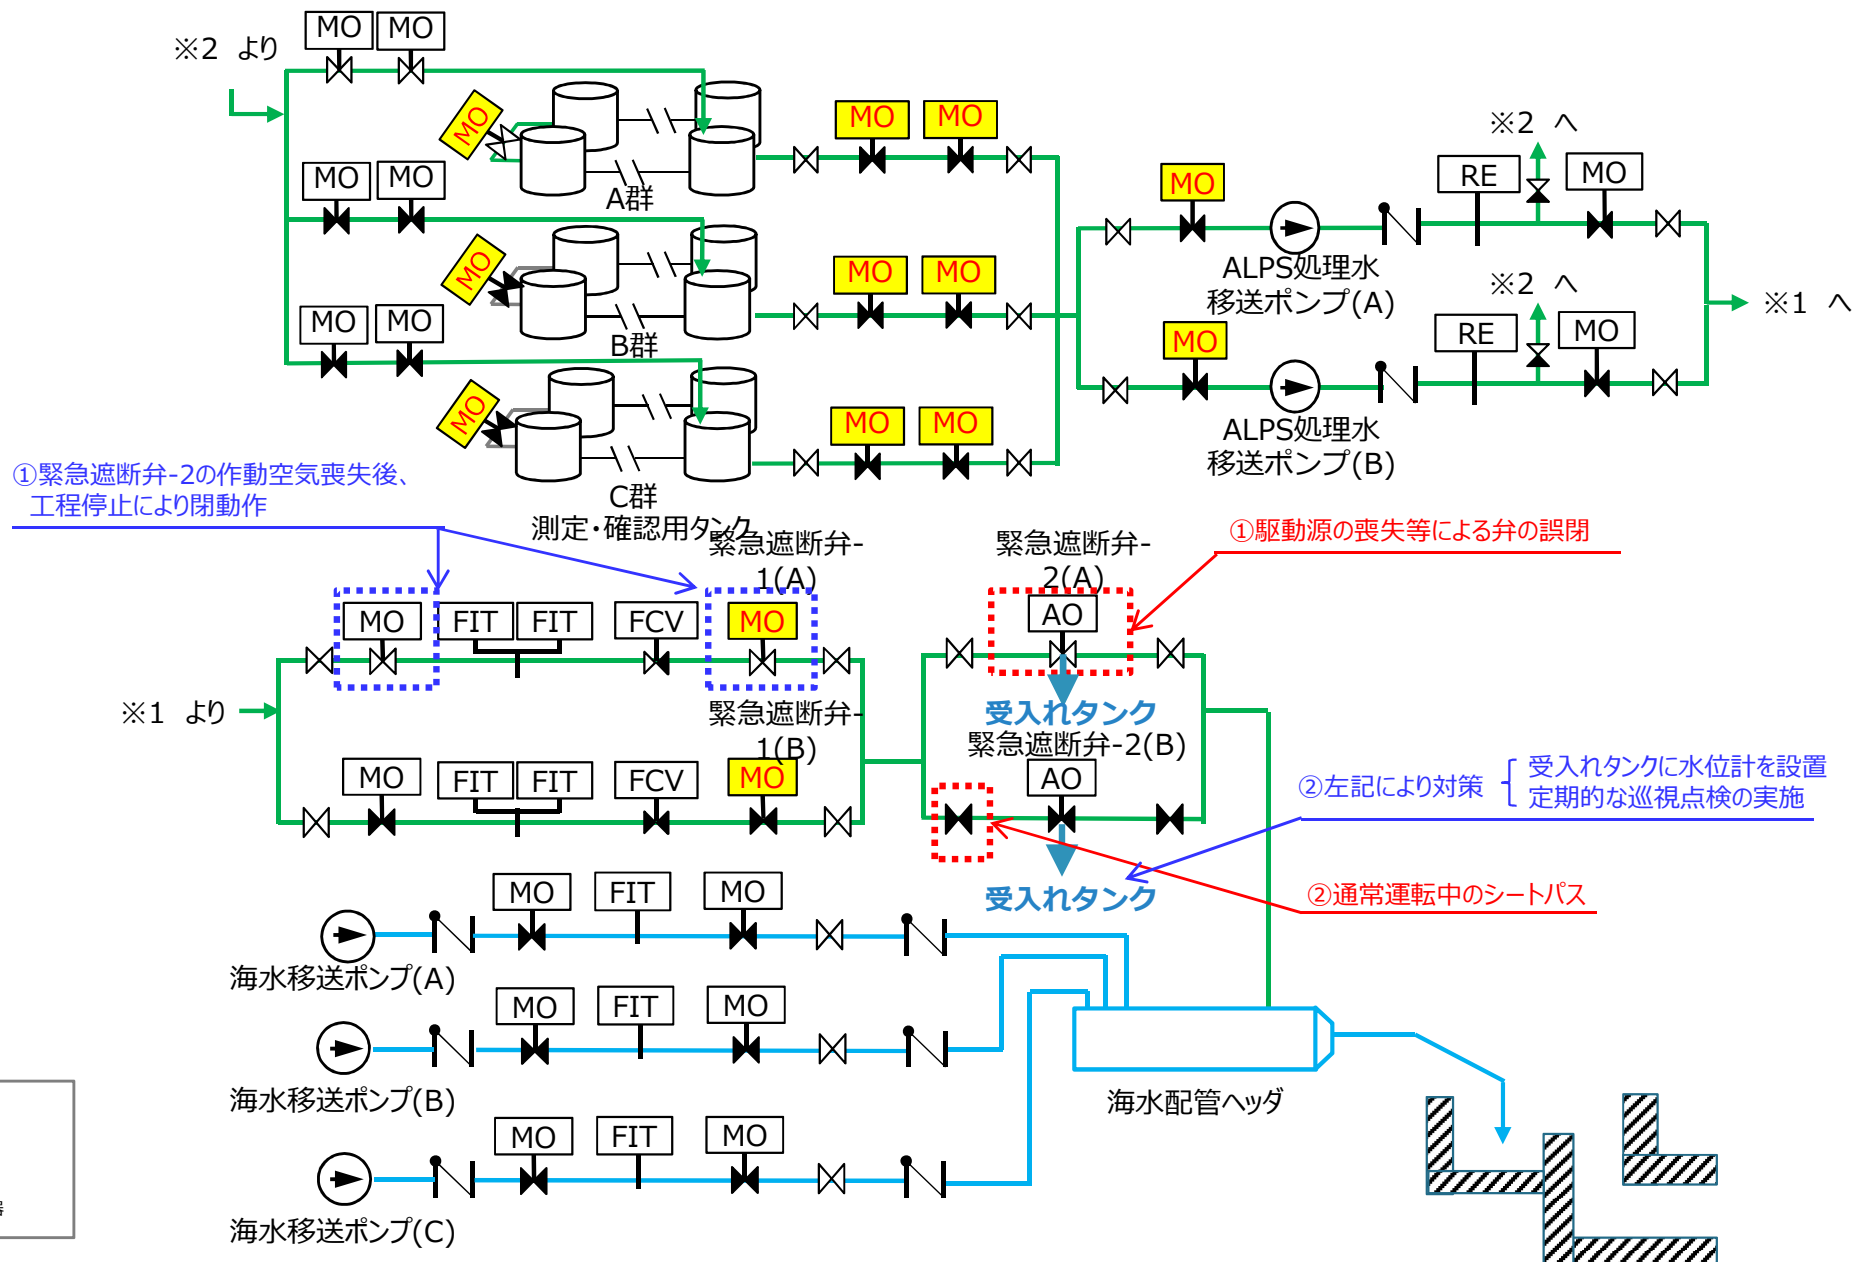 ※2 より
MO MO
MO
MO MO
A群
MO MO
MO
MO MO
B群
MO MO
MO
MO MO
C群
測定・確認用タンク
MO
ALPS処理水
移送ポンプ(A)
RE
※2 へ
MO
MO
ALPS処理水
移送ポンプ(B)
RE
※2 へ
MO
※1 へ
①緊急遮断弁-2の作動空気喪失後、
工程停止により閉動作
緊急遮断弁-
1(A)
緊急遮断弁-
2(A)
①駆動源の喪失等による弁の誤閉
MO FIT FIT FCV MO
AO
受入れタンク
※1 より
緊急遮断弁-
1(B)
緊急遮断弁-2(B)
MO FIT FIT FCV MO
AO
受入れタンク
②左記により対策
受入れタンクに水位計を設置
定期的な巡視点検の実施
②通常運転中のシートパス
MO FIT MO
海水移送ポンプ(A)
MO FIT MO
海水移送ポンプ(B)
MO FIT MO
海水移送ポンプ(C)
海水配管ヘッダ